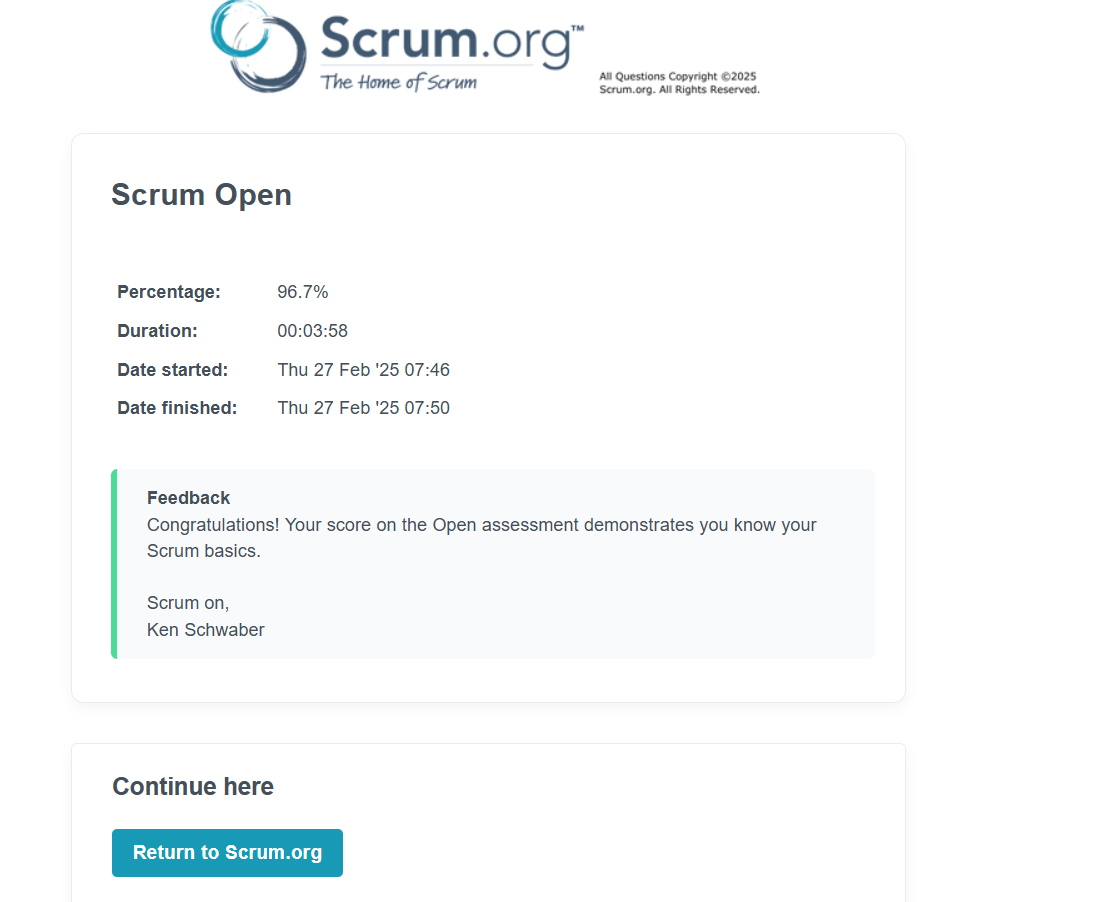 Scrum.org™
The Home of Scrum
All Questions Copyright ©2025
Scrum.org. All Rights Reserved.
Scrum Open
Percentage: 96.7%
Duration: 00:03:58
Date started: Thu 27 Feb '25 07:46
Date finished: Thu 27 Feb '25 07:50
Feedback
Congratulations! Your score on the Open assessment demonstrates you know your
Scrum basics.
Scrum on,
Ken Schwaber
Continue here
Return to Scrum.org